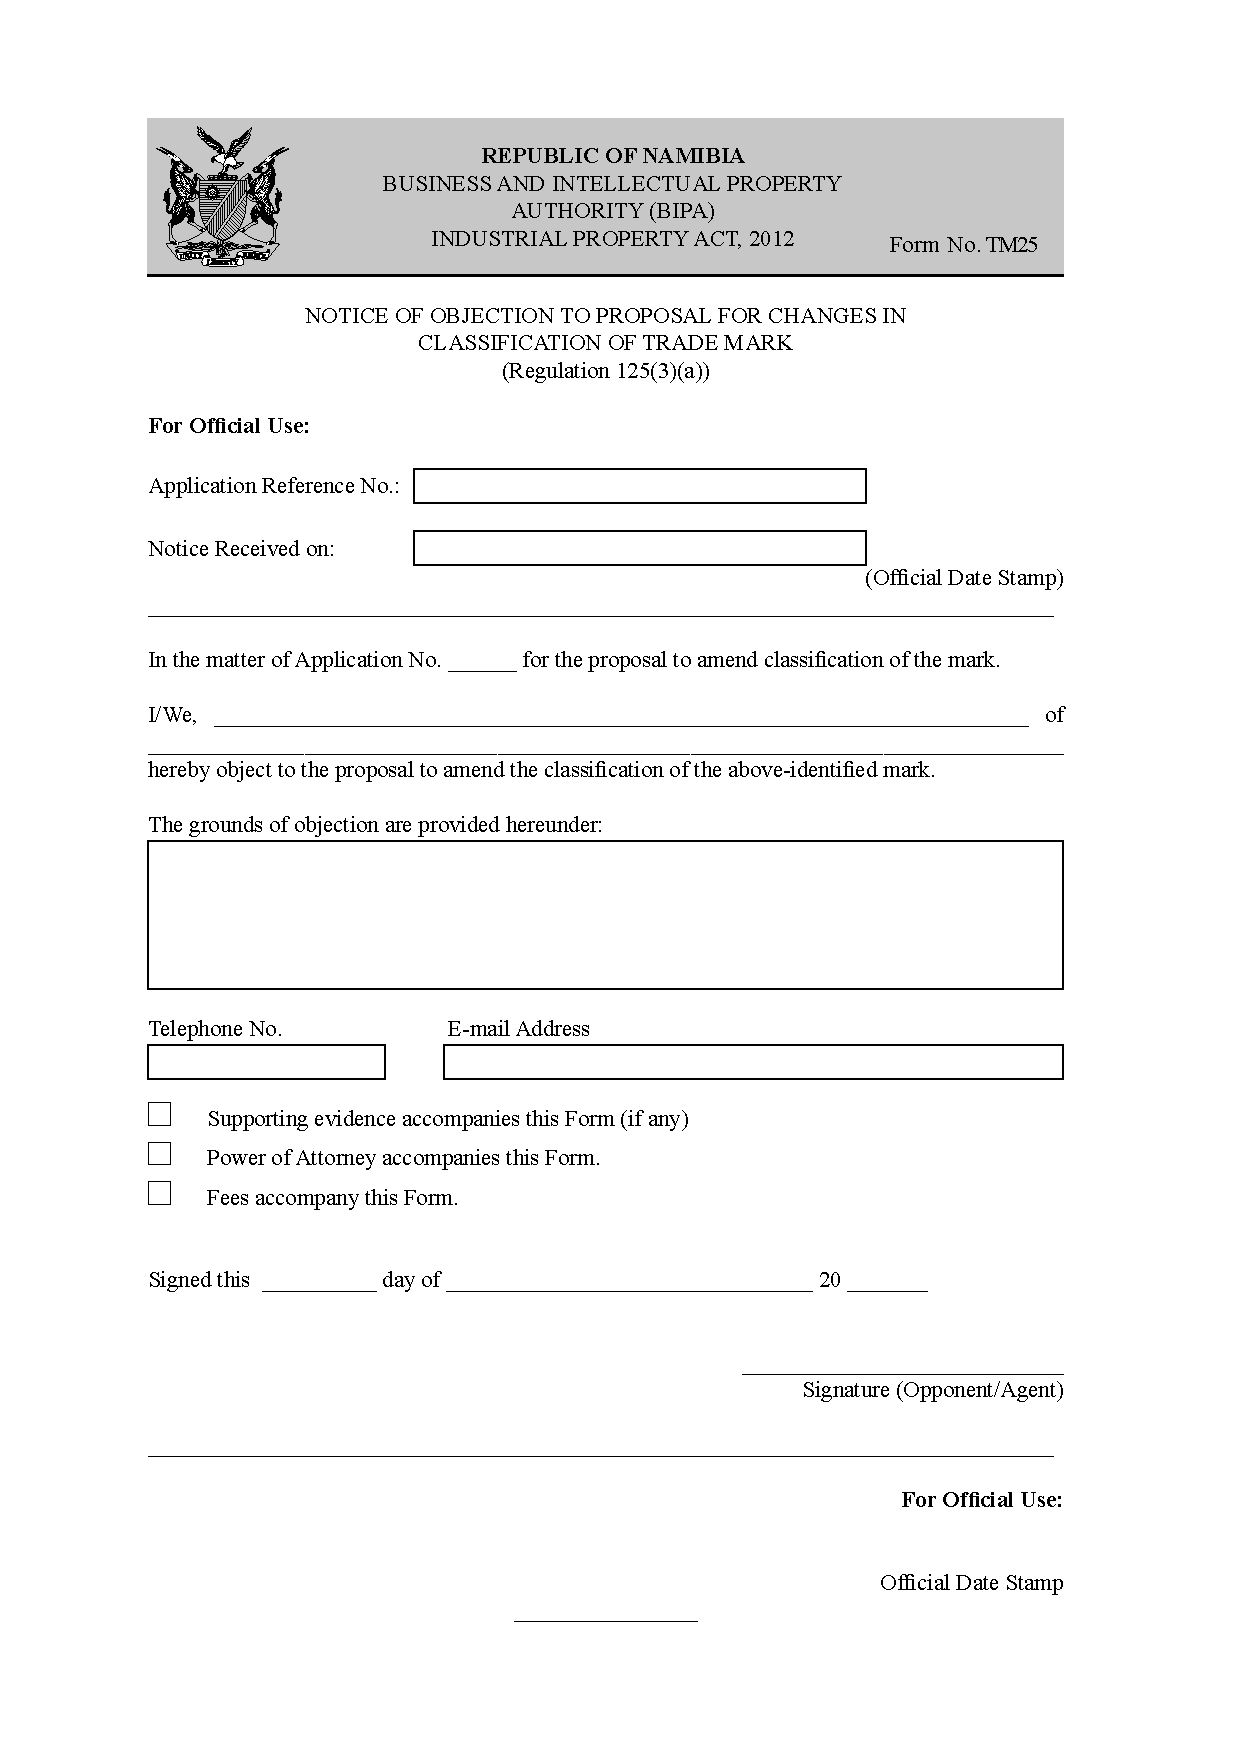 REPUBLIC OF NAMIBIA
BUSINESS AND INTELLECTUAL PROPERTY
AUTHORITY (BIPA)
INDUSTRIAL PROPERTY ACT, 2012
Form No. TM25
NOTICE OF OBJECTION TO PROPOSAL FOR CHANGES IN
CLASSIFICATION OF TRADE MARK
(Regulation 125(3)(a))
For Official Use:
Application Reference No.:
Notice Received on:
(Official Date Stamp)
In the matter of Application No. ______ for the proposal to amend classification of the mark.
I/We, ______ of
hereby object to the proposal to amend the classification of the above-identified mark.
The grounds of objection are provided hereunder:
Telephone No. E-mail Address
Supporting evidence accompanies this Form (if any)
Power of Attorney accompanies this Form.
Fees accompany this Form.
Signed this __________ day of ______________ 20 _______
Signature (Opponent/Agent)
For Official Use:
Official Date Stamp